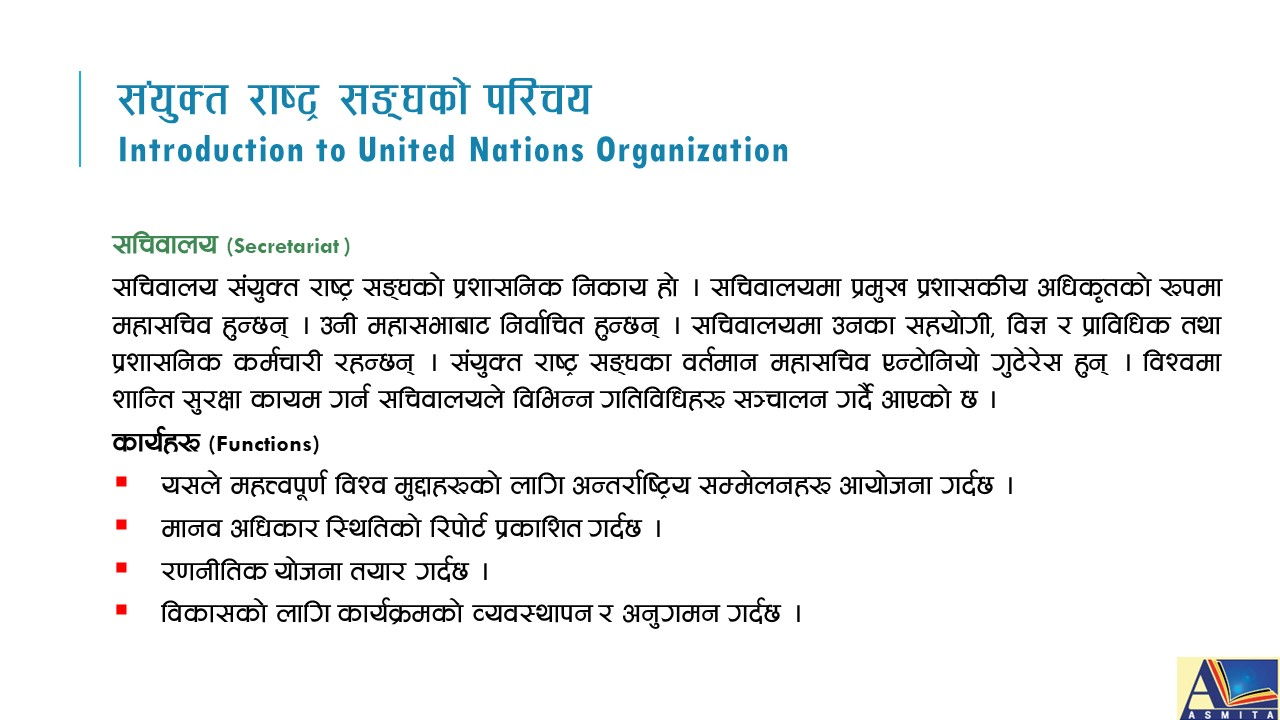 संयुक्त राष्ट्र सङ्घको परिचय
Introduction to United Nations Organization
सचिवालय (Secretariat )
सचिवालय संयुक्त राष्ट्र सङ्घको प्रशासनिक निकाय हो । सचिवालयमा प्रमुख प्रशासकीय अधिकृतको रुपमा
महासचिव हुन्छन् । उनी महासभाबाट निर्वाचित हुन्छन् । सचिवालयमा उनका सहयोगी, विज्ञ र प्राविधिक तथा
प्रशासनिक कर्मचारी रहन्छन् । संयुक्त राष्ट्र सङ्घका वर्तमान महासचिव एन्टोनियो गुटेरेस हुन् । विश्वमा
शान्ति सुरक्षा कायम गर्न सचिवालयले विभिन्न गतिविधिहरु सञ्चालन गर्दै आएको छ ।
कार्यहरु (Functions)
▪ यसले महत्त्वपूर्ण विश्व मुद्दाहरुको लागि अन्तर्राष्ट्रिय सम्मेलनहरु आयोजना गर्दछ ।
▪ मानव अधिकार स्थितिको रिपोर्ट प्रकाशित गर्दछ ।
▪ रणनीतिक योजना तयार गर्दछ ।
▪ विकासको लागि कार्यक्रमको व्यवस्थापन र अनुगमन गर्दछ ।
ASMITA